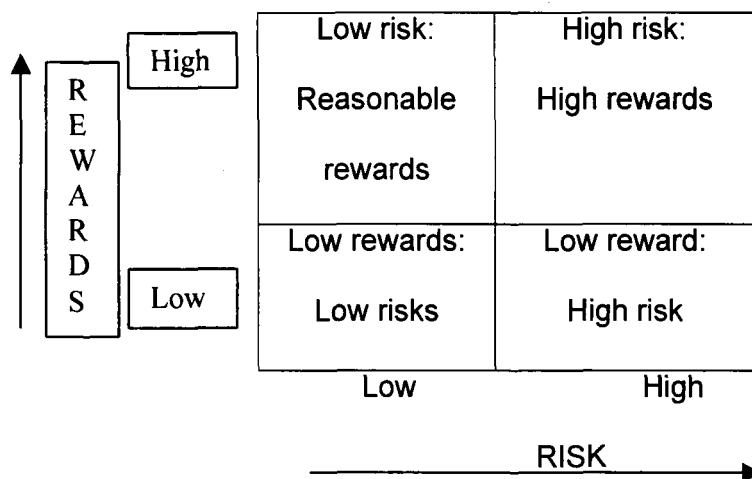 REWARDS
High
Low
Low risk:
Reasonable
rewards
High risk:
High rewards
Low rewards:
Low risks
Low reward:
High risk
Low
High
RISK